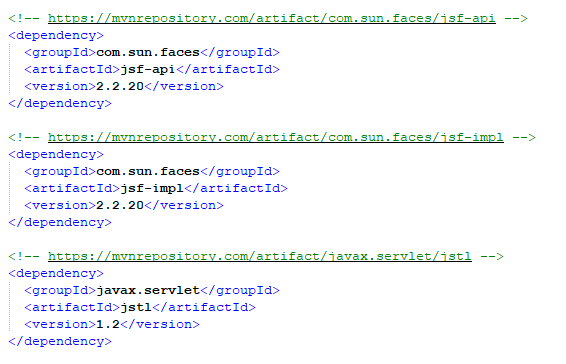 <!-- https://mvnrepository.com/artifact/com.sun.faces/jsf-api -->
<dependency>
<groupId>com.sun.faces</groupId>
<artifactId>jsf-api</artifactId>
<version>2.2.20</version>
</dependency>
<!-- https://mvnrepository.com/artifact/com.sun.faces/jsf-impl -->
<dependency>
<groupId>com.sun.faces</groupId>
<artifactId>jsf-impl</artifactId>
<version>2.2.20</version>
</dependency>
<!-- https://mvnrepository.com/artifact/javax.servlet/jstl -->
<dependency>
<groupId>javax.servlet</groupId>
<artifactId>jstl</artifactId>
<version>1.2</version>
</dependency>